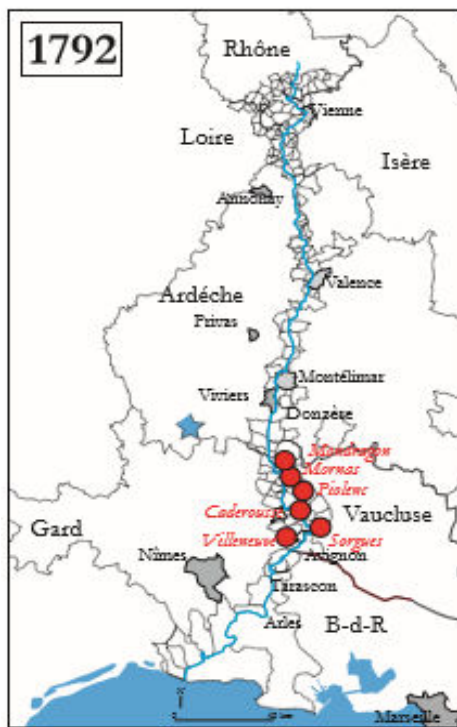 1792
Rhône
Vienne
Loire
Isère
Annonay
Valence
Ardéche
Privas
Montélimar
Viviers
Donzère
Mondragon
Mornas
Piolenc
Caderousse
Gard
Vaucluse
Villeneuve
Sorgues
Nîmes
Avignon
Tarascon
Arles
B-d-R
Marseille